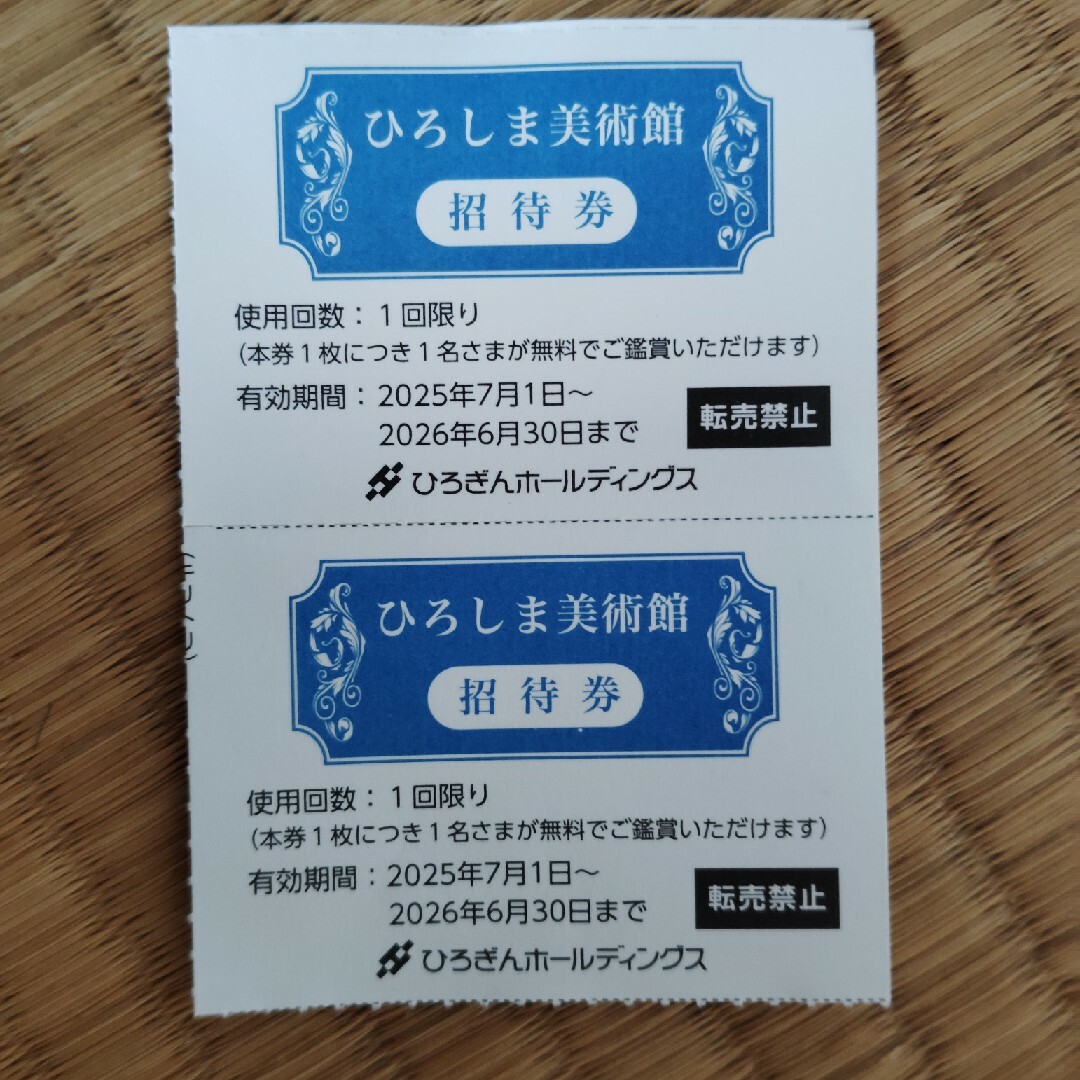 ひろしま美術館
招待券
使用回数：１回限り
（本券１枚につき１名さまが無料でご鑑賞いただけます）
有効期間：2025年7月1日～
2026年6月30日まで
転売禁止
ひろぎんホールディングス
（キリトリ）
ひろしま美術館
招待券
使用回数：１回限り
（本券１枚につき１名さまが無料でご鑑賞いただけます）
有効期間：2025年7月1日～
2026年6月30日まで
転売禁止
ひろぎんホールディングス